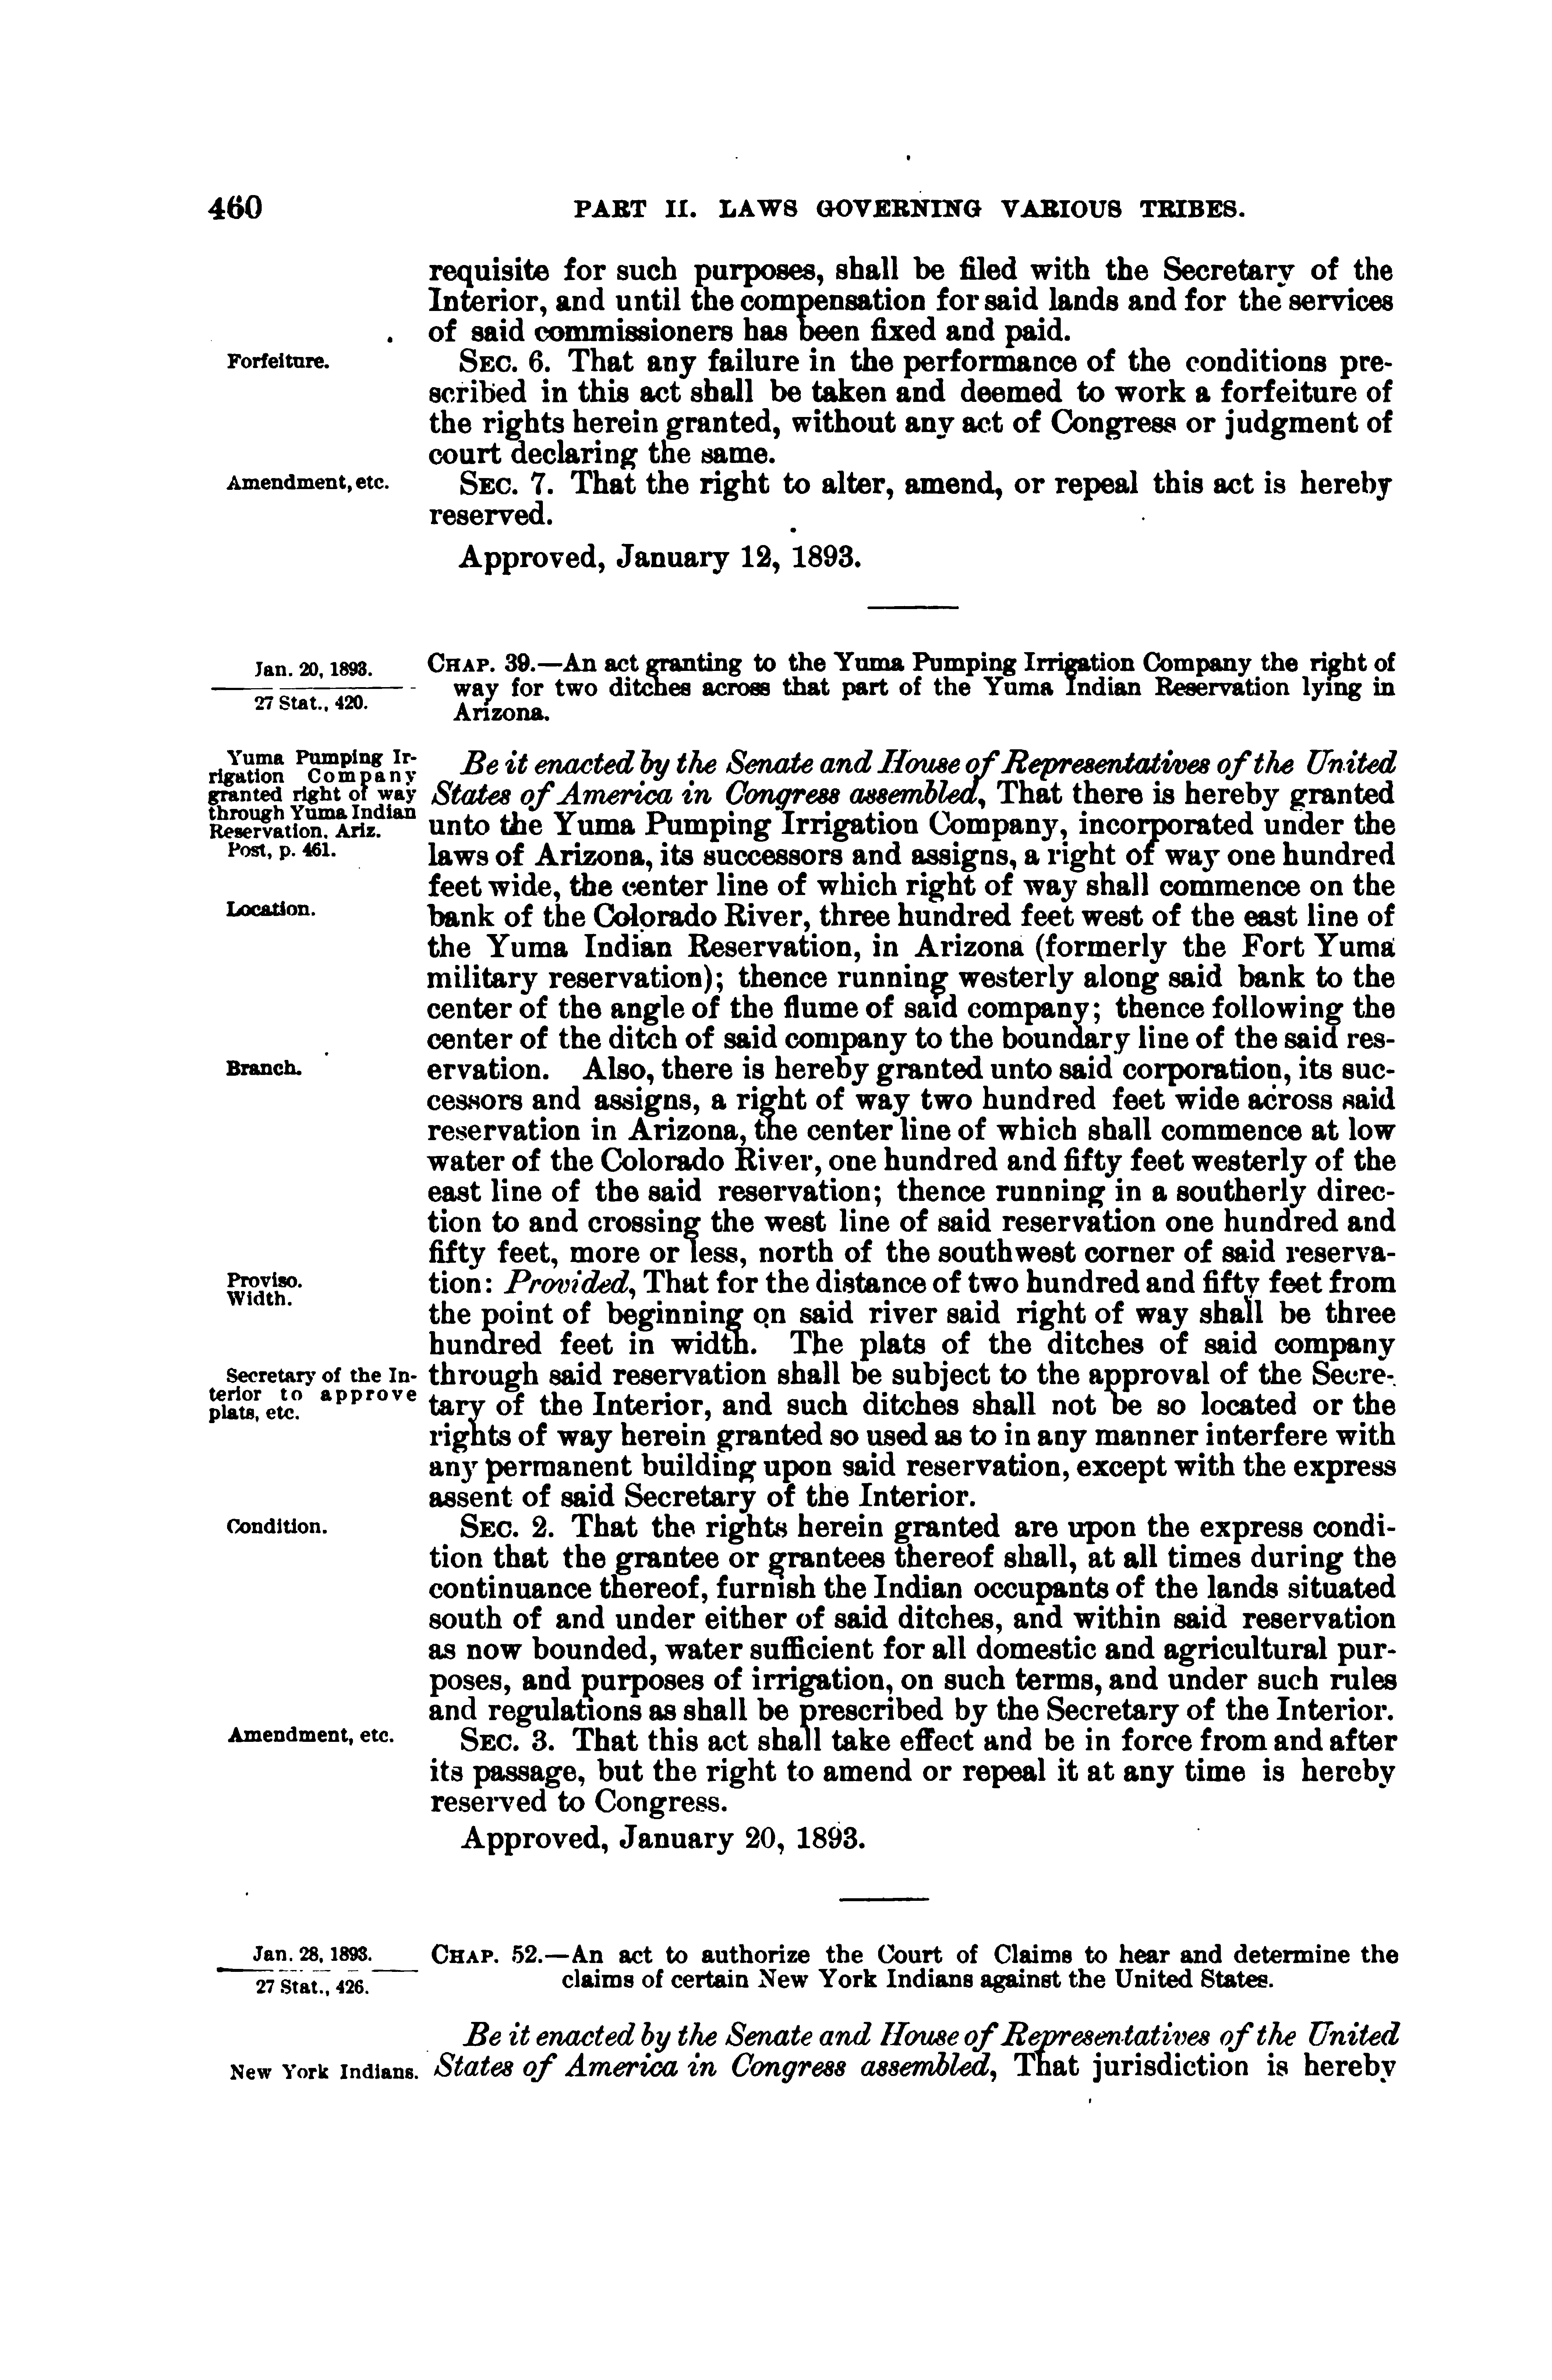 460
PART II. LAWS GOVERNING VARIOUS TRIBES.
requisite for such purposes, shall be filed with the Secretary of the
Interior, and until the compensation for said lands and for the services
of said commissioners has been fixed and paid.
Forfeiture.
SEC. 6. That any failure in the performance of the conditions pre-
scribed in this act shall be taken and deemed to work a forfeiture of
the rights herein granted, without any act of Congress or judgment of
court declaring the same.
Amendment, etc.
SEC. 7. That the right to alter, amend, or repeal this act is hereby
reserved.
Approved, January 12, 1893.
Jan. 20, 1893.
27 Stat., 420.
CHAP. 39.—An act granting to the Yuma Pumping Irrigation Company the right of
way for two ditches across that part of the Yuma Indian Reservation lying in
Arizona.
Yuma Pumping Ir-
rigation Company
granted right of way
through Yuma Indian
Reservation, Ariz.
Post, p. 461.
Be it enacted by the Senate and House of Representatives of the United
States of America in Congress assembled, That there is hereby granted
unto the Yuma Pumping Irrigation Company, incorporated under the
laws of Arizona, its successors and assigns, a right of way one hundred
feet wide, the center line of which right of way shall commence on the
Location.
bank of the Colorado River, three hundred feet west of the east line of
the Yuma Indian Reservation, in Arizona (formerly the Fort Yuma
military reservation); thence running westerly along said bank to the
center of the angle of the flume of said company; thence following the
center of the ditch of said company to the boundary line of the said res-
Branch.
ervation. Also, there is hereby granted unto said corporation, its suc-
cessors and assigns, a right of way two hundred feet wide across said
reservation in Arizona, the center line of which shall commence at low
water of the Colorado River, one hundred and fifty feet westerly of the
east line of the said reservation; thence running in a southerly direc-
tion to and crossing the west line of said reservation one hundred and
fifty feet, more or less, north of the southwest corner of said reserva-
Proviso.
Width.
tion: Provided, That for the distance of two hundred and fifty feet from
the point of beginning on said river said right of way shall be three
hundred feet in width. The plats of the ditches of said company
Secretary of the In-
terior to approve
plats, etc.
through said reservation shall be subject to the approval of the Secre-
tary of the Interior, and such ditches shall not be so located or the
rights of way herein granted so used as to in any manner interfere with
any permanent building upon said reservation, except with the express
assent of said Secretary of the Interior.
Condition.
SEC. 2. That the rights herein granted are upon the express condi-
tion that the grantee or grantees thereof shall, at all times during the
continuance thereof, furnish the Indian occupants of the lands situated
south of and under either of said ditches, and within said reservation
as now bounded, water sufficient for all domestic and agricultural pur-
poses, and purposes of irrigation, on such terms, and under such rules
and regulations as shall be prescribed by the Secretary of the Interior.
Amendment, etc.
SEC. 3. That this act shall take effect and be in force from and after
its passage, but the right to amend or repeal it at any time is hereby
reserved to Congress.
Approved, January 20, 1893.
Jan. 28, 1893.
27 Stat., 426.
CHAP. 52.—An act to authorize the Court of Claims to hear and determine the
claims of certain New York Indians against the United States.
Be it enacted by the Senate and House of Representatives of the United
New York Indians.
States of America in Congress assembled, That jurisdiction is hereby